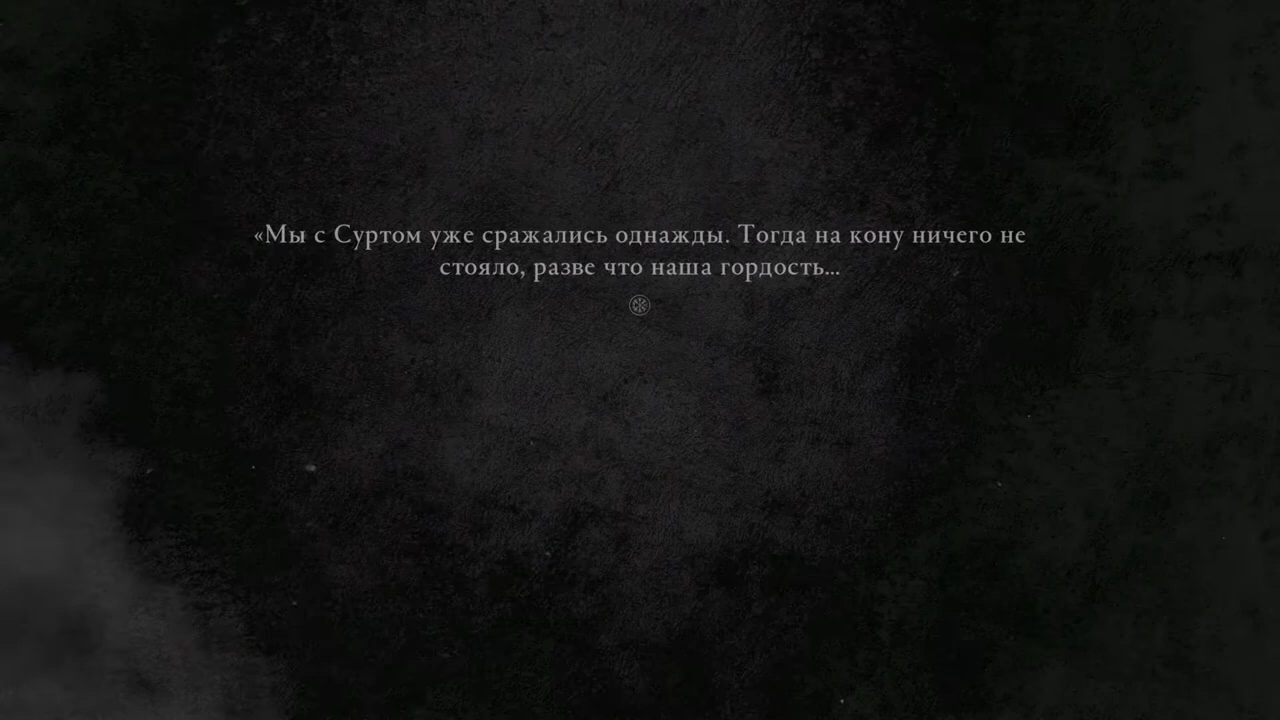 «Мы с Суртом уже сражались однажды. Тогда на кону ничего не
стояло, разве что наша гордость...